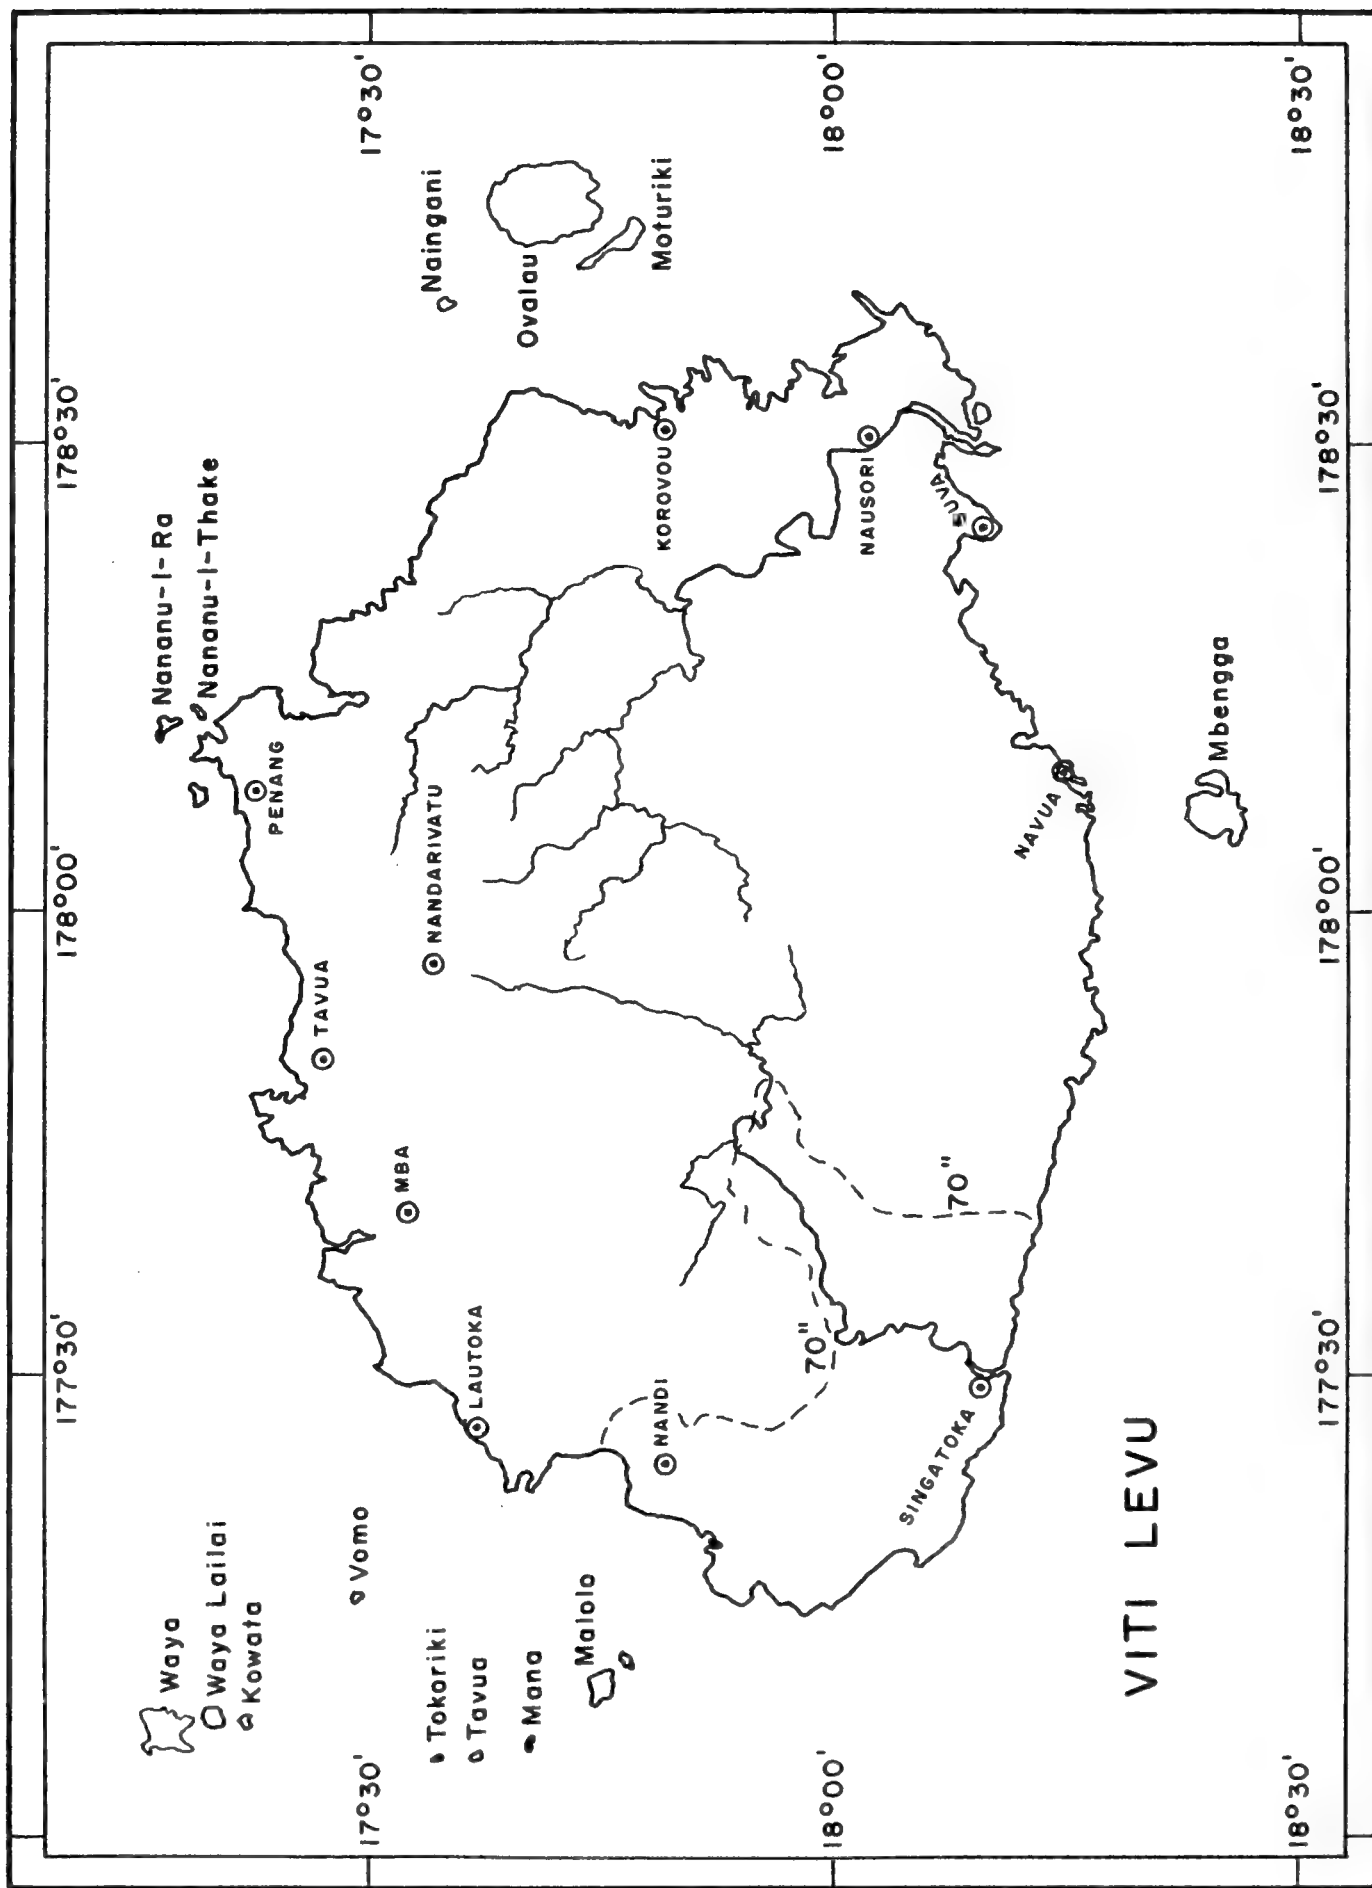 177°30'
178°00'
178°30'
Waya
Waya Lailai
Kowata
Nananu-I-Ra
Nananu-I-Thake
PENANG
TAVUA
17°30'
17°30'
Vomo
MBA
NANDARIVATU
Naingani
Tokoriki
Tavua
LAUTOKA
Mana
Ovalau
Malolo
NANDI
KOROVOU
Moturiki
18°00'
70"
18°00'
NAUSORI
SINGATOKA
70"
SUVA
NAVUA
VITI LEVU
Mbengga
18°30'
18°30'
177°30'
178°00'
178°30'